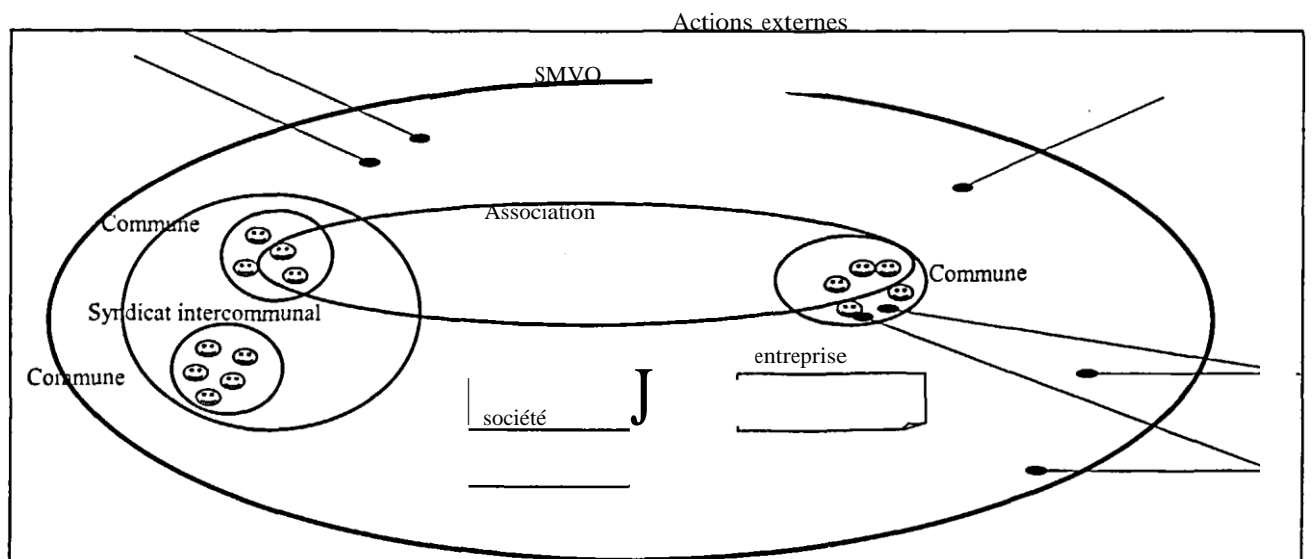 Actions externes
SMVO
Commune
Association
Commune
Syndicat intercommunal
entreprise
Commune
société
J